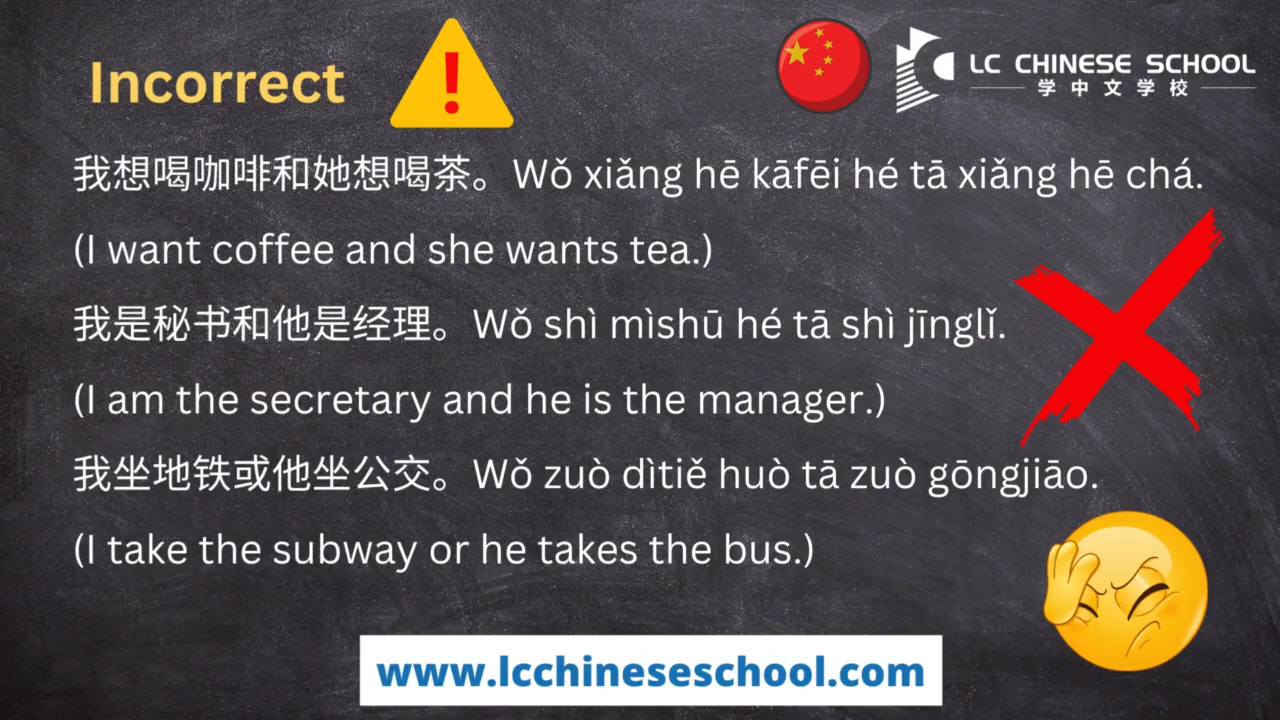 Incorrect
LC CHINESE SCHOOL
学中文学校
我想喝咖啡和她想喝茶。Wǒ xiǎng hē kāfēi hé tā xiǎng hē chá.
(I want coffee and she wants tea.)
我是秘书和他是经理。Wǒ shì mìshū hé tā shì jīnglǐ.
(I am the secretary and he is the manager.)
我坐地铁或他坐公交。Wǒ zuò dìtiě huò tā zuò gōngjiāo.
(I take the subway or he takes the bus.)
www.lcchineseschool.com